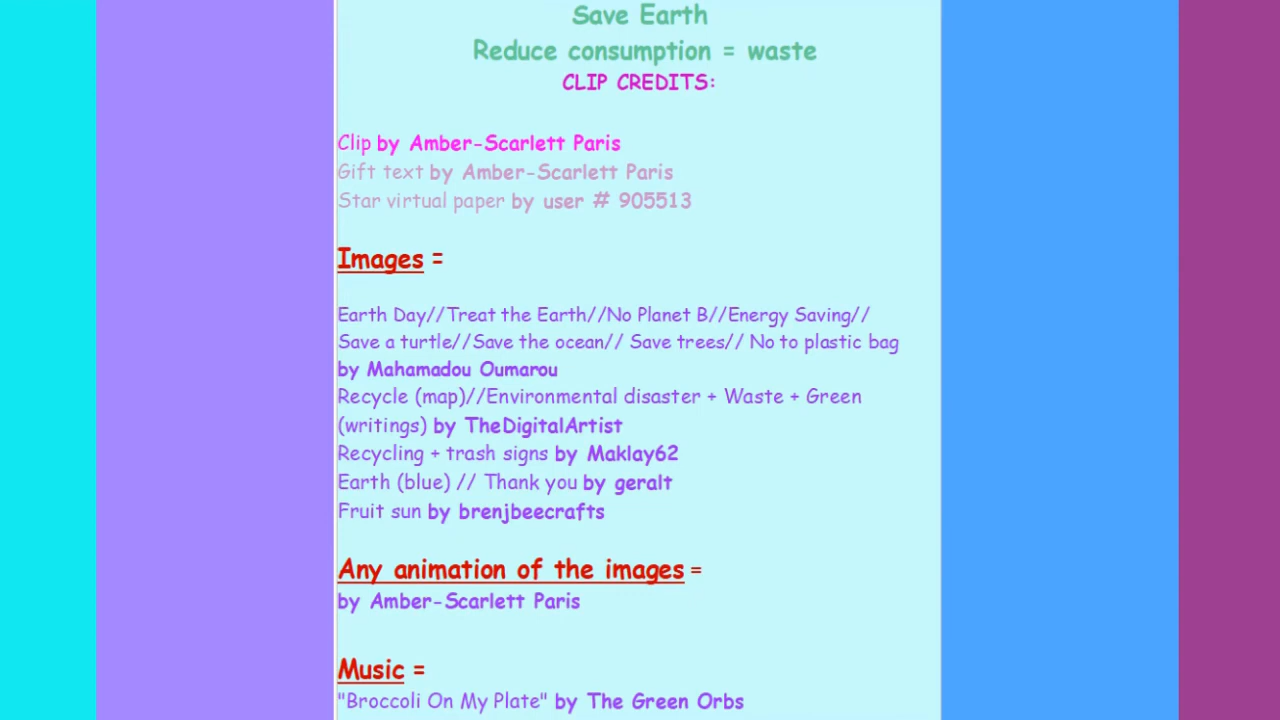 Save Earth
Reduce consumption = waste
CLIP CREDITS:
Clip by Amber-Scarlett Paris
Gift text by Amber-Scarlett Paris
Star virtual paper by user # 905513
Images =
Earth Day//Treat the Earth//No Planet B//Energy Saving//
Save a turtle//Save the ocean// Save trees// No to plastic bag
by Mahamadou Oumarou
Recycle (map)//Environmental disaster + Waste + Green
(writings) by TheDigitalArtist
Recycling + trash signs by Maklay62
Earth (blue) // Thank you by geralt
Fruit sun by brenjbeecrafts
Any animation of the images =
by Amber-Scarlett Paris
Music =
"Broccoli On My Plate" by The Green Orbs